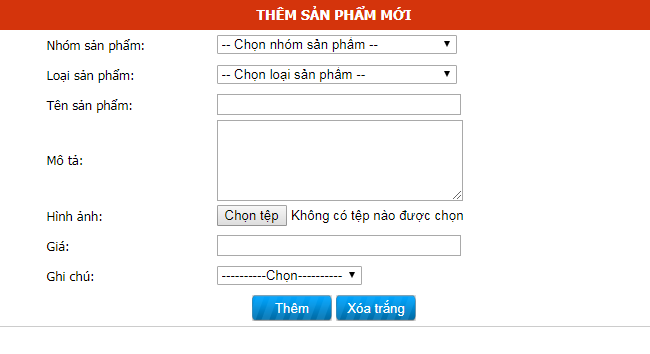 THÊM SẢN PHẨM MỚI
Nhóm sản phẩm: -- Chọn nhóm sản phẩm --
Loại sản phẩm: -- Chọn loại sản phẩm --
Tên sản phẩm:
Mô tả:
Hình ảnh: Chọn tệp Không có tệp nào được chọn
Giá:
Ghi chú: ----------Chọn----------
Thêm Xóa trắng